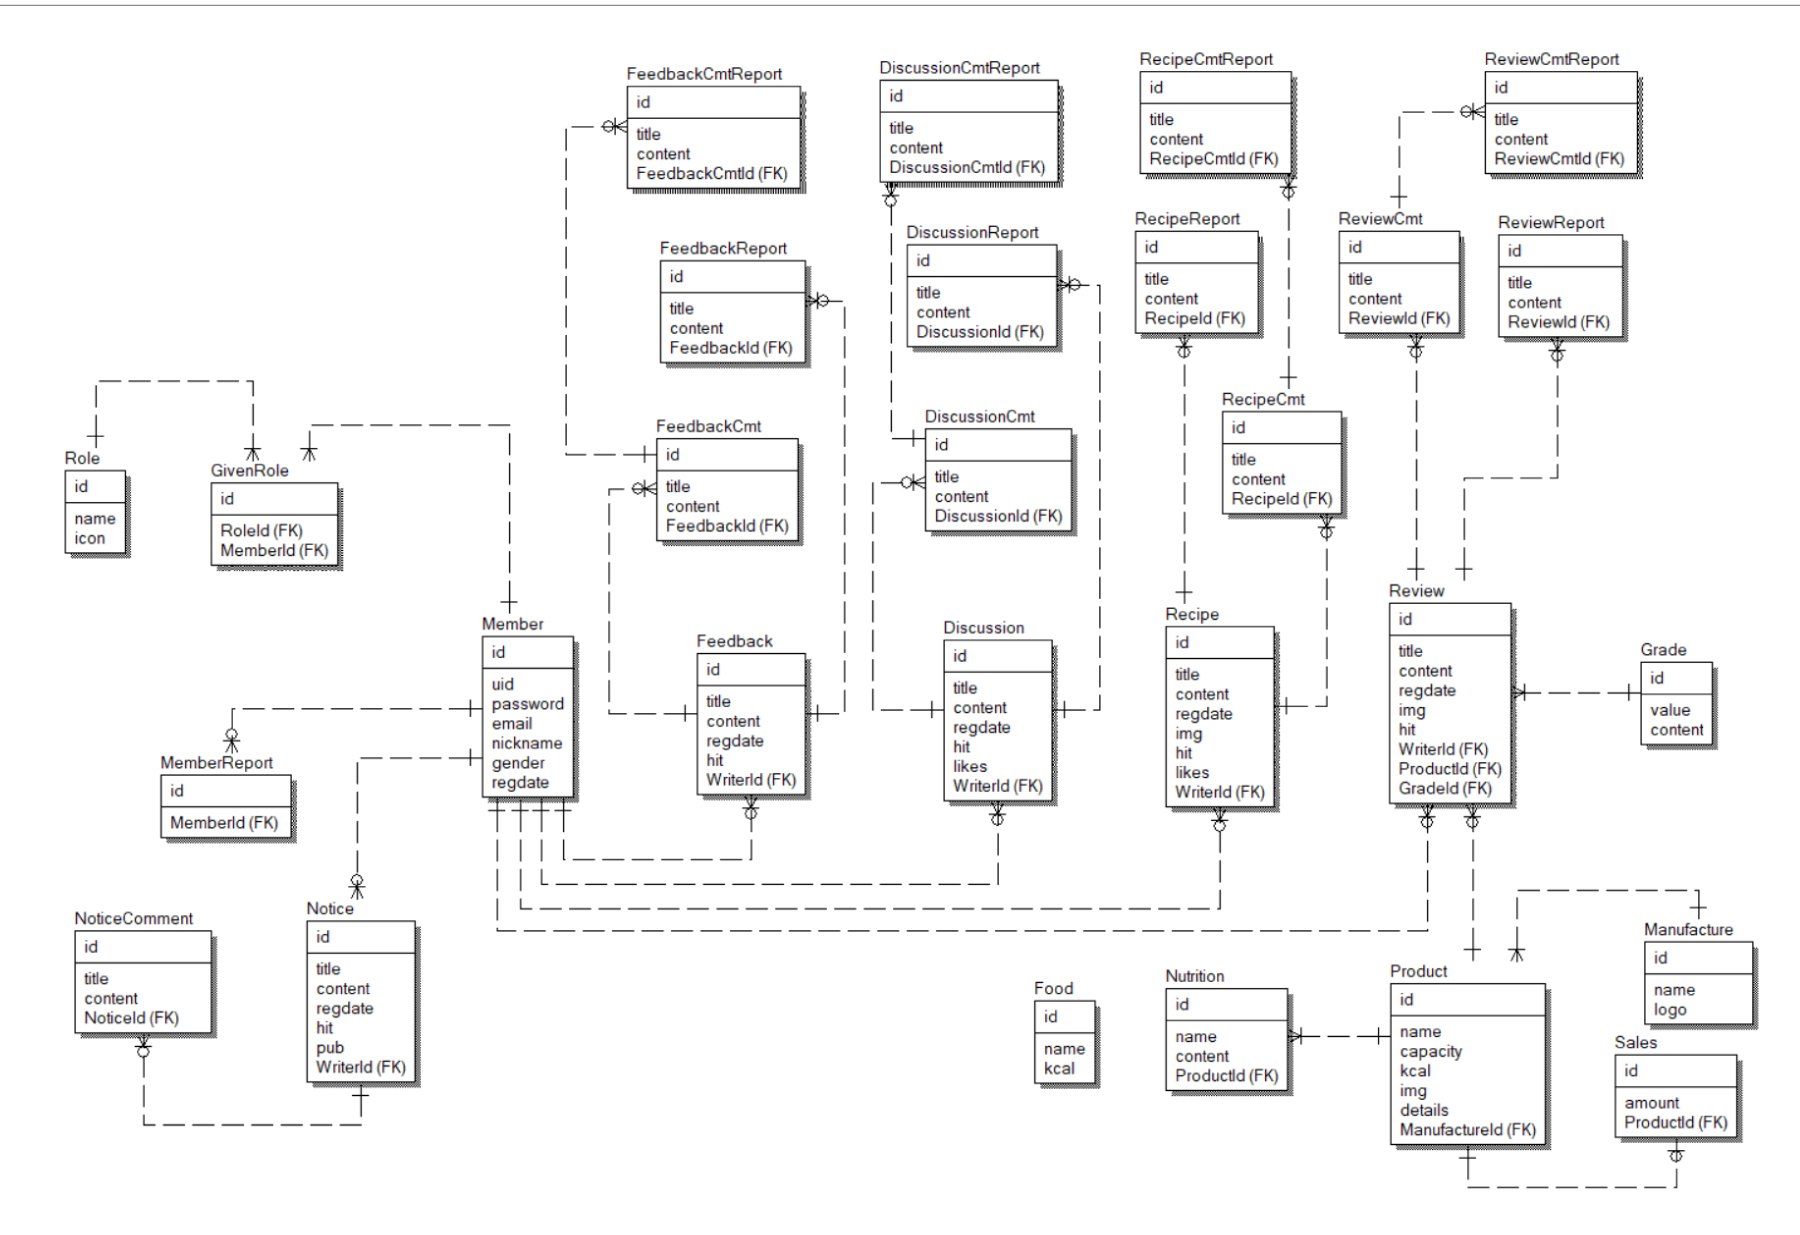 FeedbackCmtReport
id
title
content
FeedbackCmtId (FK)
DiscussionCmtReport
id
title
content
DiscussionCmtId (FK)
RecipeCmtReport
id
title
content
RecipeCmtId (FK)
ReviewCmtReport
id
title
content
ReviewCmtId (FK)
FeedbackReport
id
title
content
FeedbackId (FK)
DiscussionReport
id
title
content
DiscussionId (FK)
RecipeReport
id
title
content
RecipeId (FK)
ReviewCmt
id
title
content
ReviewId (FK)
ReviewReport
id
title
content
ReviewId (FK)
Role
id
name
icon
GivenRole
id
RoleId (FK)
MemberId (FK)
FeedbackCmt
id
title
content
FeedbackId (FK)
DiscussionCmt
id
title
content
DiscussionId (FK)
RecipeCmt
id
title
content
RecipeId (FK)
Member
id
uid
password
email
nickname
gender
regdate
Feedback
id
title
content
regdate
hit
WriterId (FK)
Discussion
id
title
content
regdate
hit
likes
WriterId (FK)
Recipe
id
title
content
regdate
img
hit
likes
WriterId (FK)
Review
id
title
content
regdate
img
hit
WriterId (FK)
ProductId (FK)
GradeId (FK)
Grade
id
value
content
MemberReport
id
MemberId (FK)
NoticeComment
id
title
content
NoticeId (FK)
Notice
id
title
content
regdate
hit
pub
WriterId (FK)
Food
id
name
kcal
Nutrition
id
name
content
ProductId (FK)
Product
id
name
capacity
kcal
img
details
ManufactureId (FK)
Manufacture
id
name
logo
Sales
id
amount
ProductId (FK)